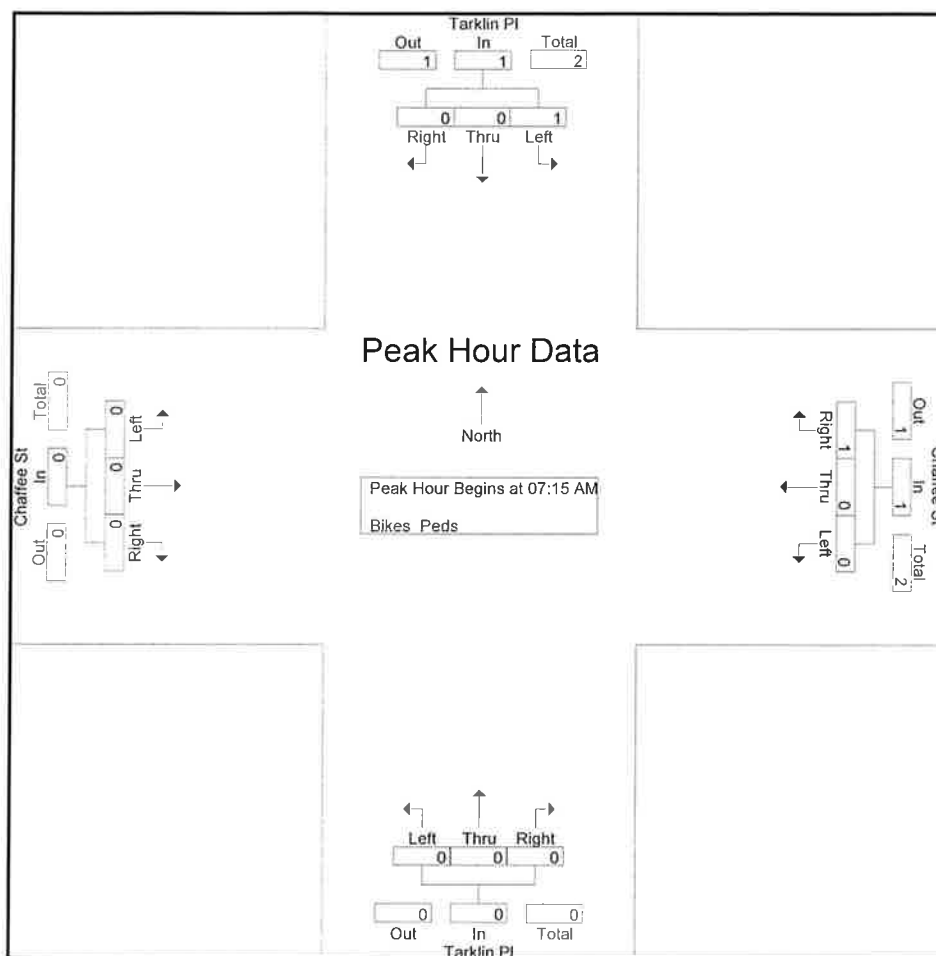 Tarklin Pl
Out In Total
1 1 2
0 0 1
Right Thru Left
Peak Hour Data
North
Peak Hour Begins at 07:15 AM
Bikes Peds
Chaffee St
Out In Total
0 0 0
Left Thru Right
0 0 0
Chaffee St
Out In Total
1 1 2
Right Thru Left
1 0 0
Left Thru Right
0 0 0
0 0 0
Out In Total
Tarklin Pl